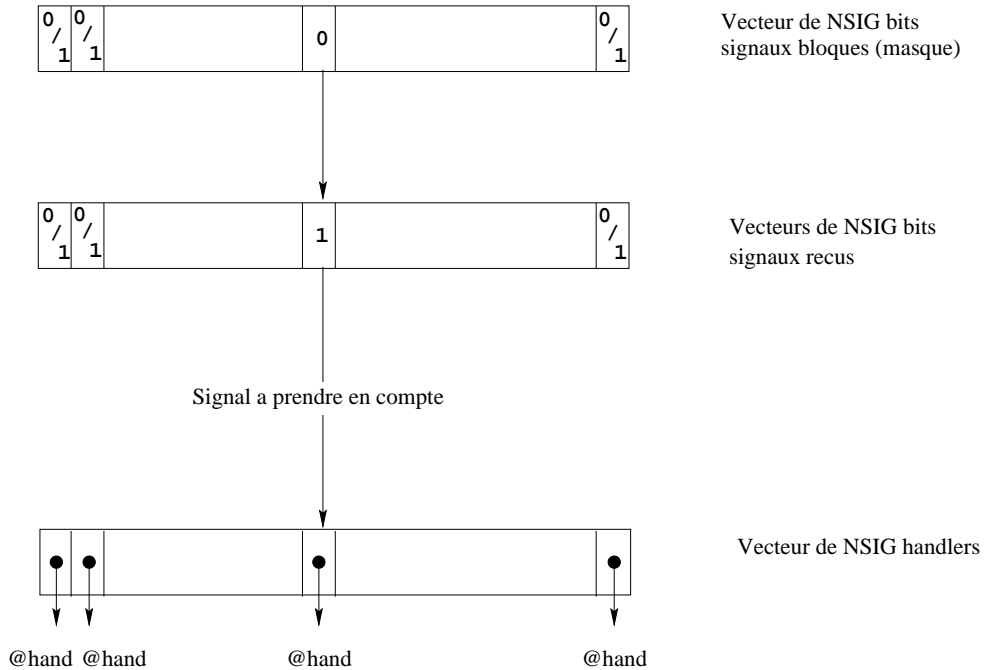 0/1 0/1 0 0/1
Vecteur de NSIG bits
signaux bloques (masque)
0/1 0/1 1 0/1
Vecteurs de NSIG bits
signaux recus
Signal a prendre en compte
Vecteur de NSIG handlers
@hand @hand @hand @hand